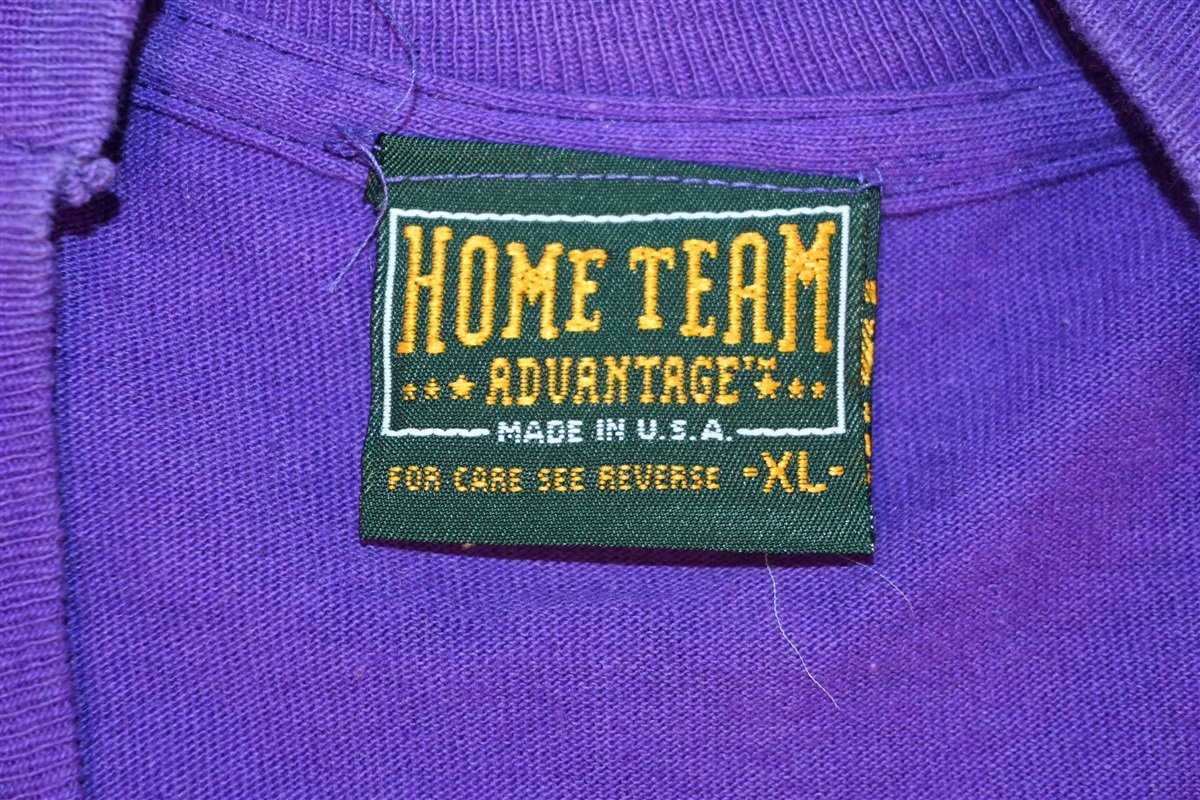 HOME TEAM
ADVANTAGE™
MADE IN U.S.A.
FOR CARE SEE REVERSE -XL-